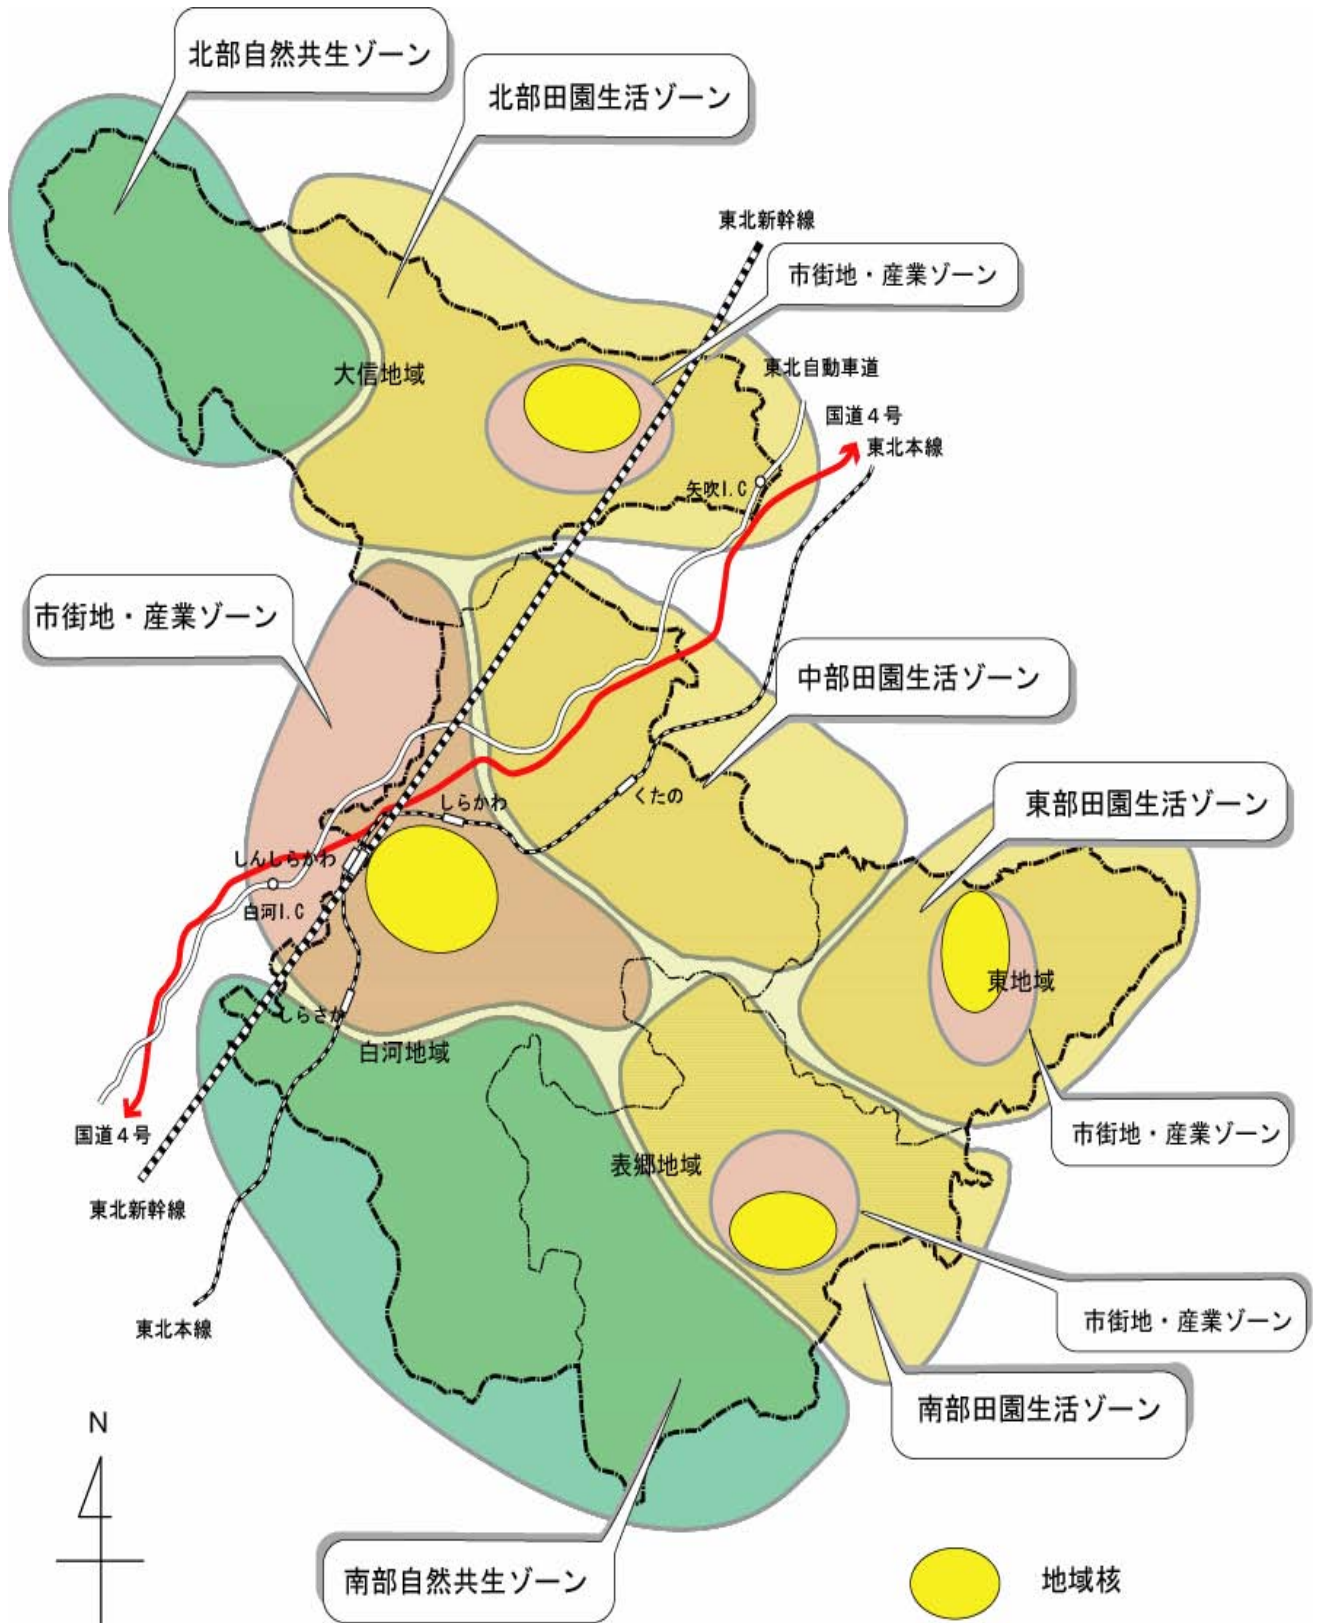 北部自然共生ゾーン
北部田園生活ゾーン
東北新幹線
市街地・産業ゾーン
東北自動車道
大信地域
国道4号
東北本線
矢吹I.C
市街地・産業ゾーン
中部田園生活ゾーン
東部田園生活ゾーン
くたの
しらかわ
しんしらかわ
白河I.C
東地域
しらさか
白河地域
国道4号
市街地・産業ゾーン
表郷地域
東北新幹線
市街地・産業ゾーン
東北本線
南部田園生活ゾーン
N
南部自然共生ゾーン
地域核